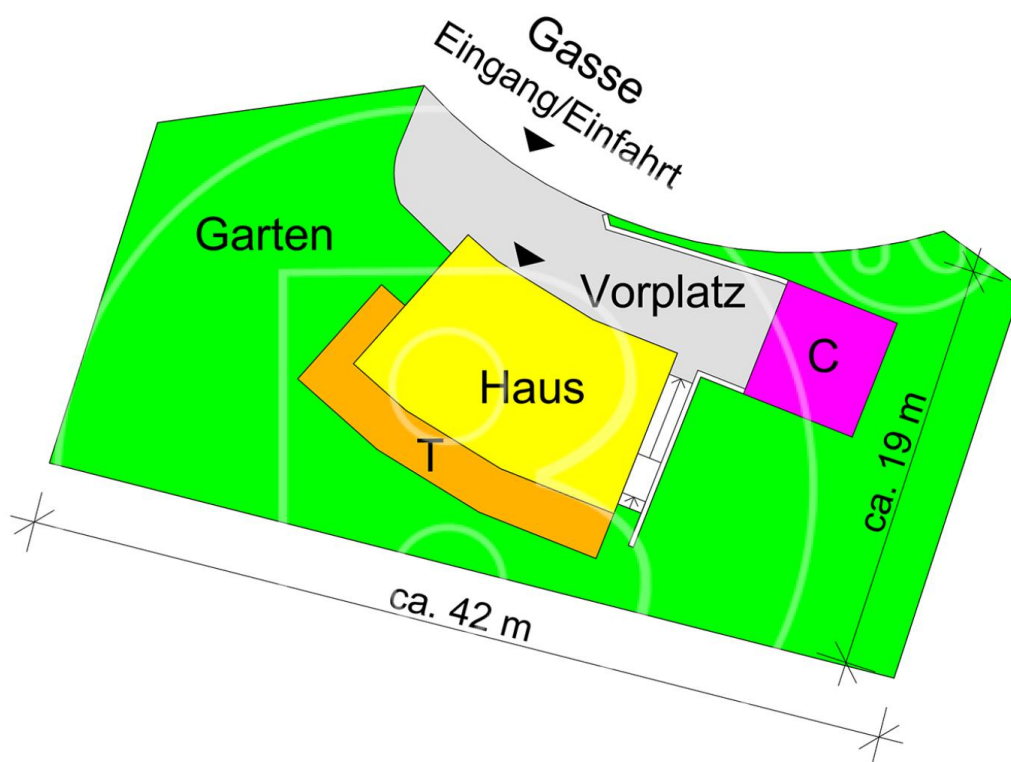 Gasse
Eingang/Einfahrt
Garten
Vorplatz
C
Haus
T
ca. 19 m
ca. 42 m